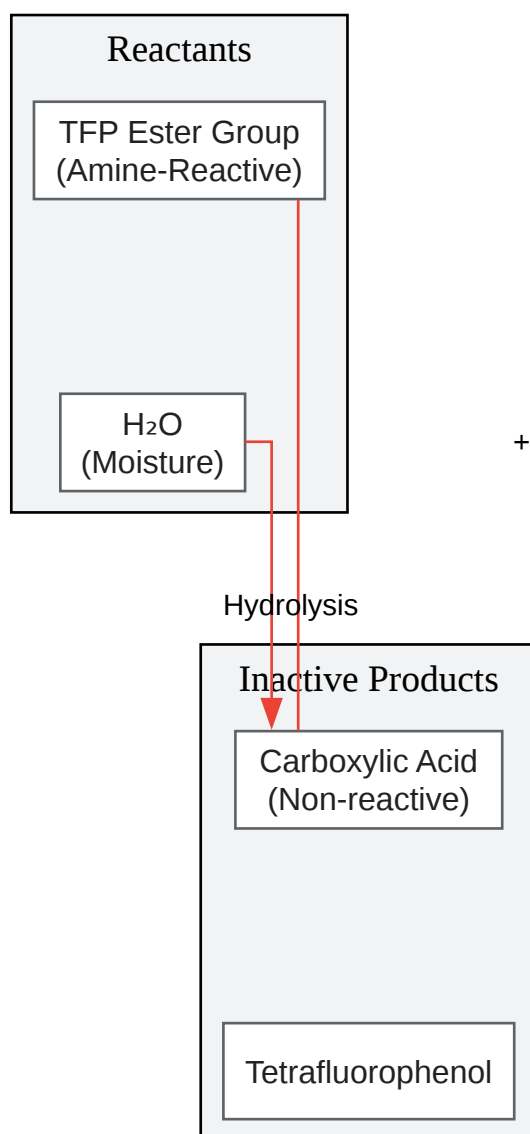 Reactants
TFP Ester Group
(Amine-Reactive)
H₂O
(Moisture)
+
Hydrolysis
Inactive Products
Carboxylic Acid
(Non-reactive)
Tetrafluorophenol